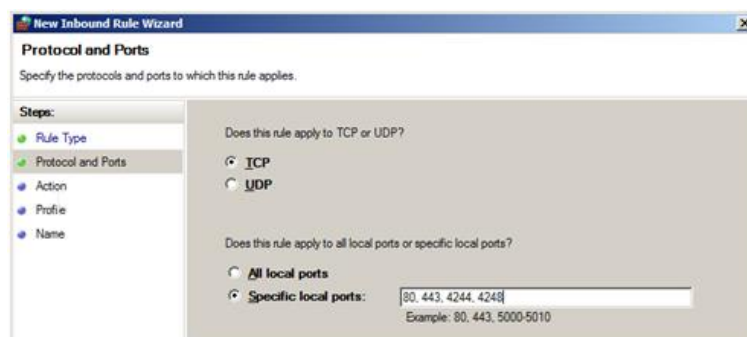 New Inbound Rule Wizard
Protocol and Ports
Specify the protocols and ports to which this rule applies.
Steps:
Rule Type
Protocol and Ports
Action
Profile
Name
Does this rule apply to TCP or UDP?
TCP
UDP
Does this rule apply to all local ports or specific local ports?
All local ports
Specific local ports: 80, 443, 4244, 4248
Example: 80, 443, 5000-5010